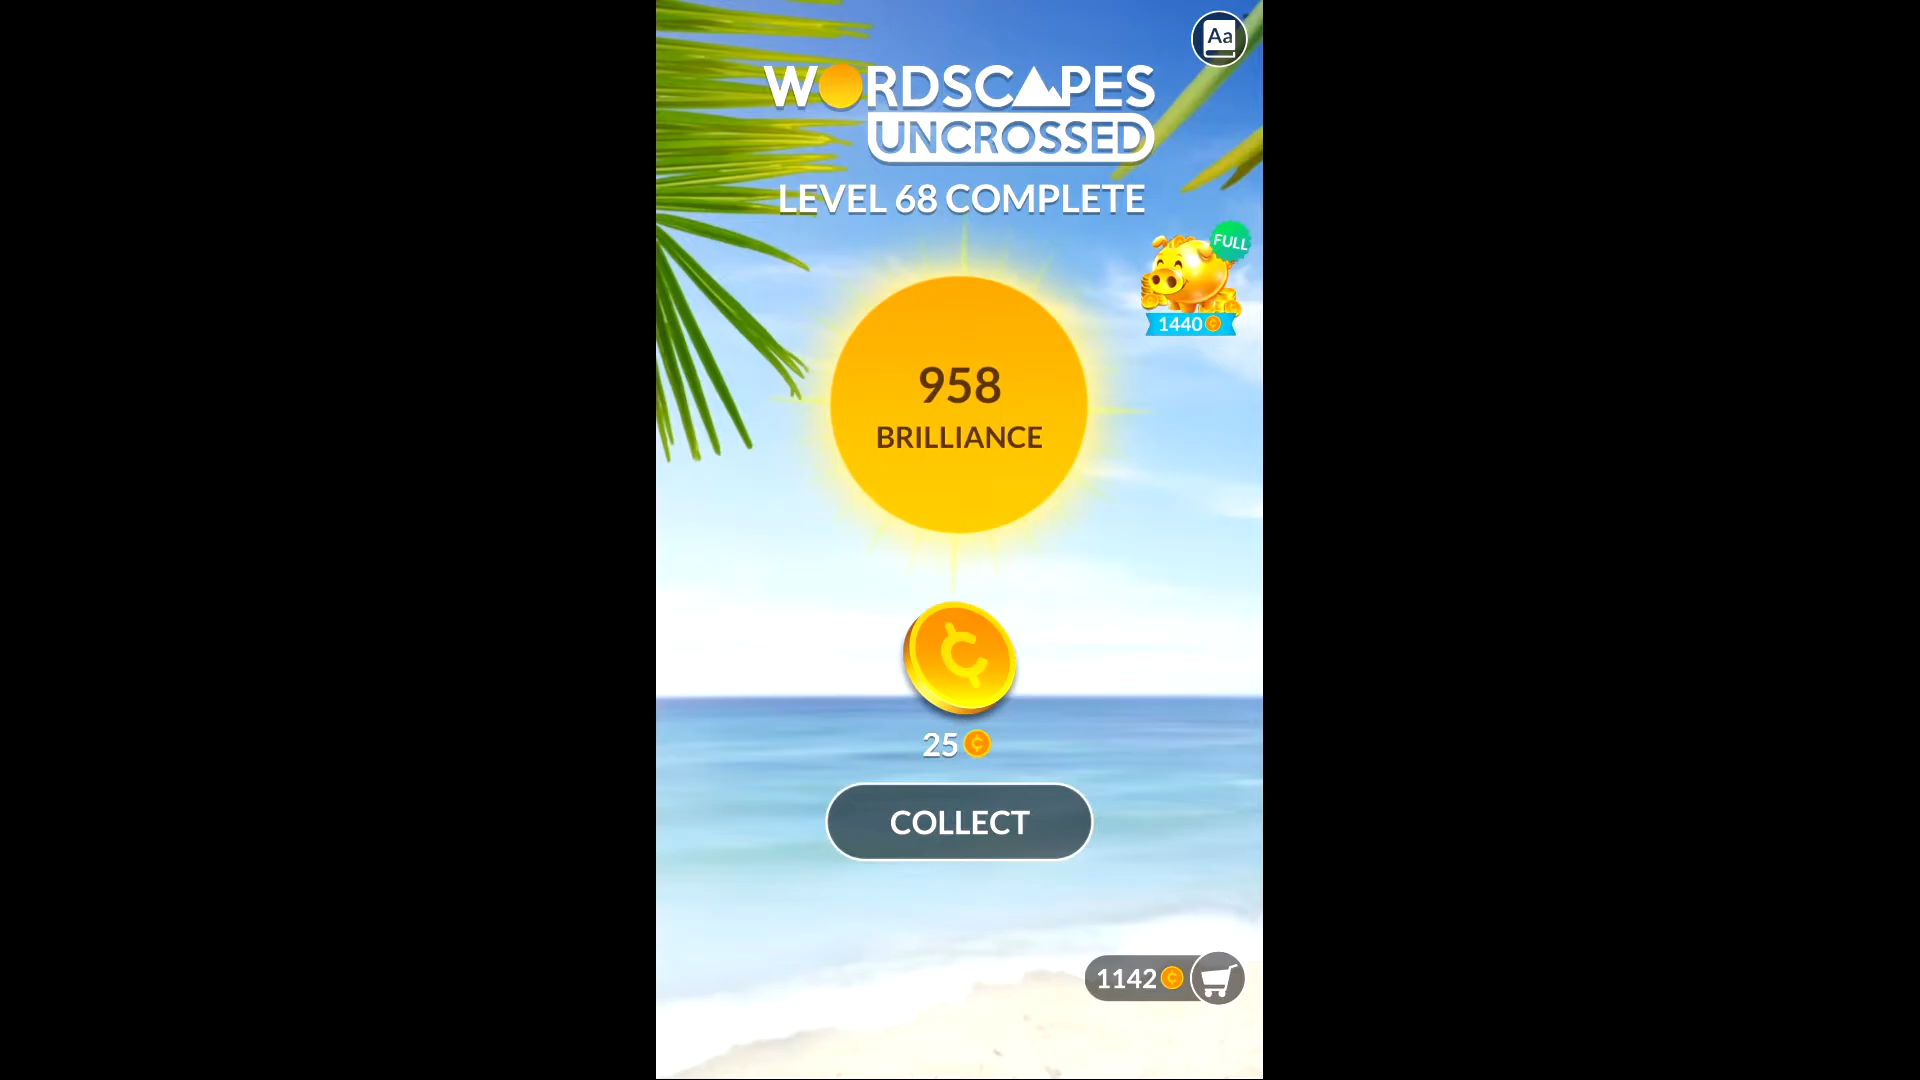 Aa
WORDSCAPES
UNCROSSED
LEVEL 68 COMPLETE
FULL
1440
958
BRILLIANCE
25
COLLECT
1142